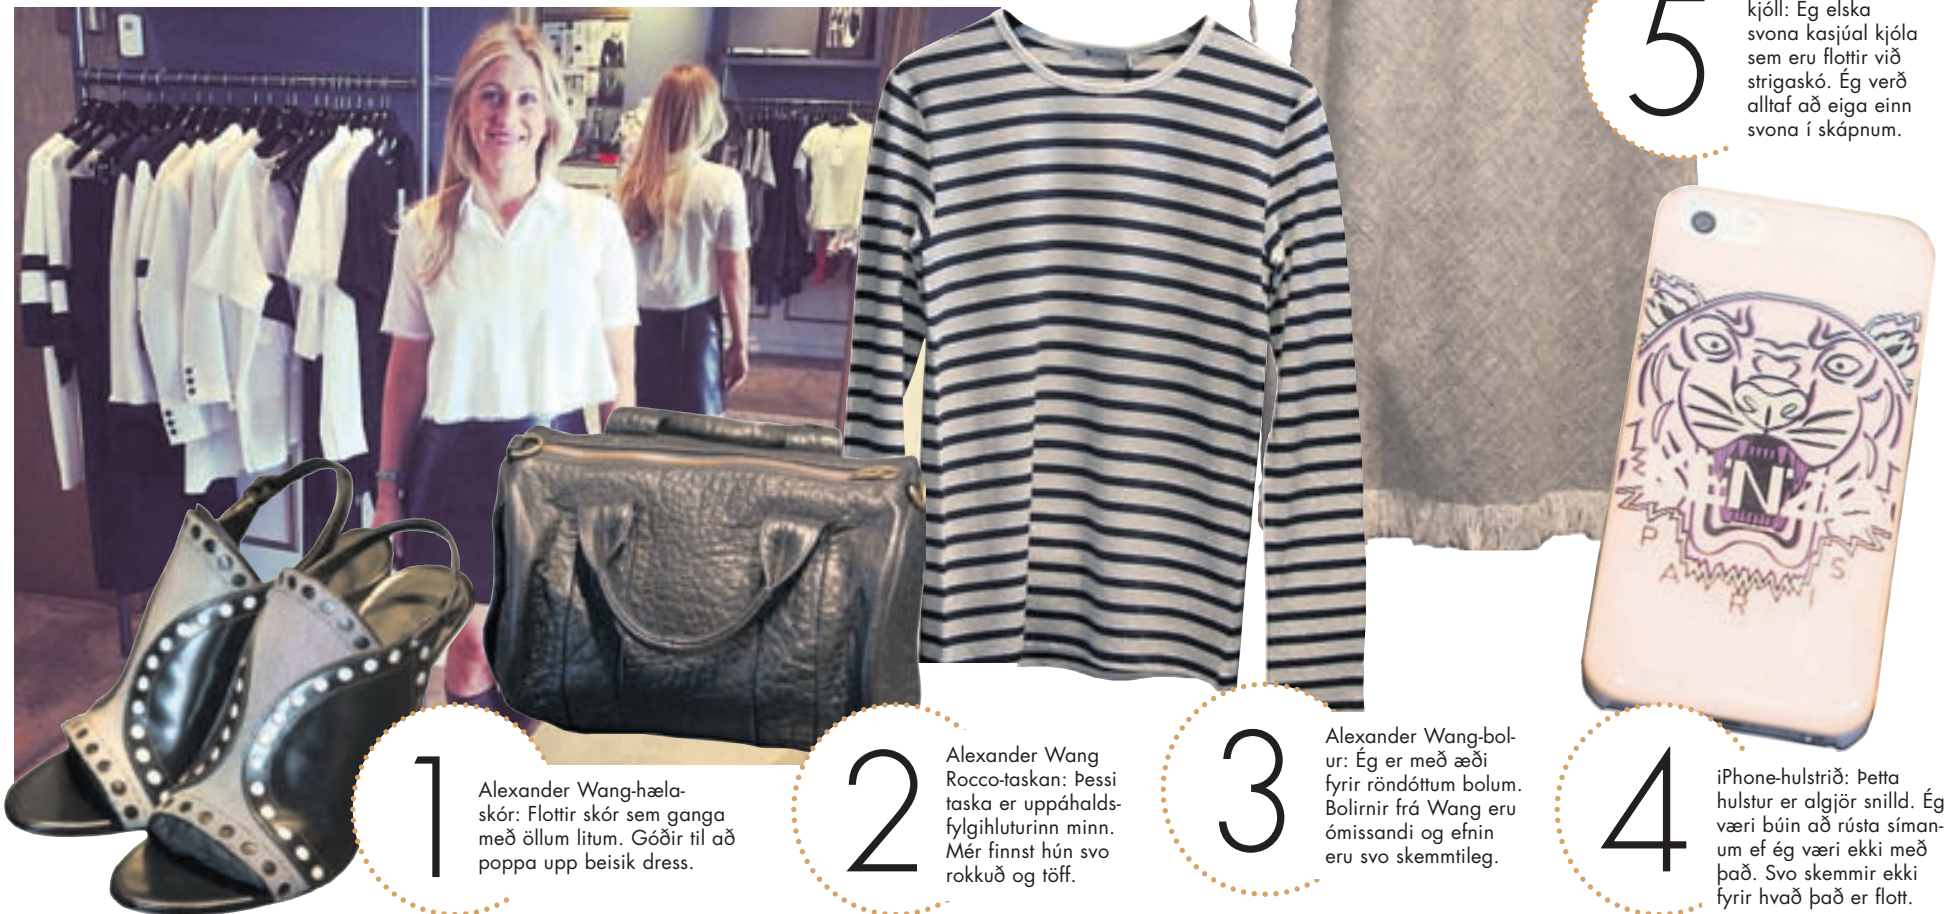 1
Alexander Wang-hæla-
skór: Flottir skór sem ganga
með öllum litum. Góðir til að
poppa upp beisik dress.
2
Alexander Wang
Rocco-taskan: Þessi
taska er uppáhalds-
fylgihluturinn minn.
Mér finnst hún svo
rokkuð og töff.
3
Alexander Wang-bol-
ur: Ég er með æði
fyrir röndóttum bolum.
Bolirnir frá Wang eru
ómissandi og efnin
eru svo skemmtileg.
4
iPhone-hulstrið: Þetta
hulstur er algjör snilld. Ég
væri búin að rústa síman-
um ef ég væri ekki með
það. Svo skemmir ekki
fyrir hvað það er flott.
5
kjóll: Ég elska
svona kasjúal kjóla
sem eru flottir við
strigaskó. Ég verð
alltaf að eiga einn
svona í skápnum.
N
PARIS